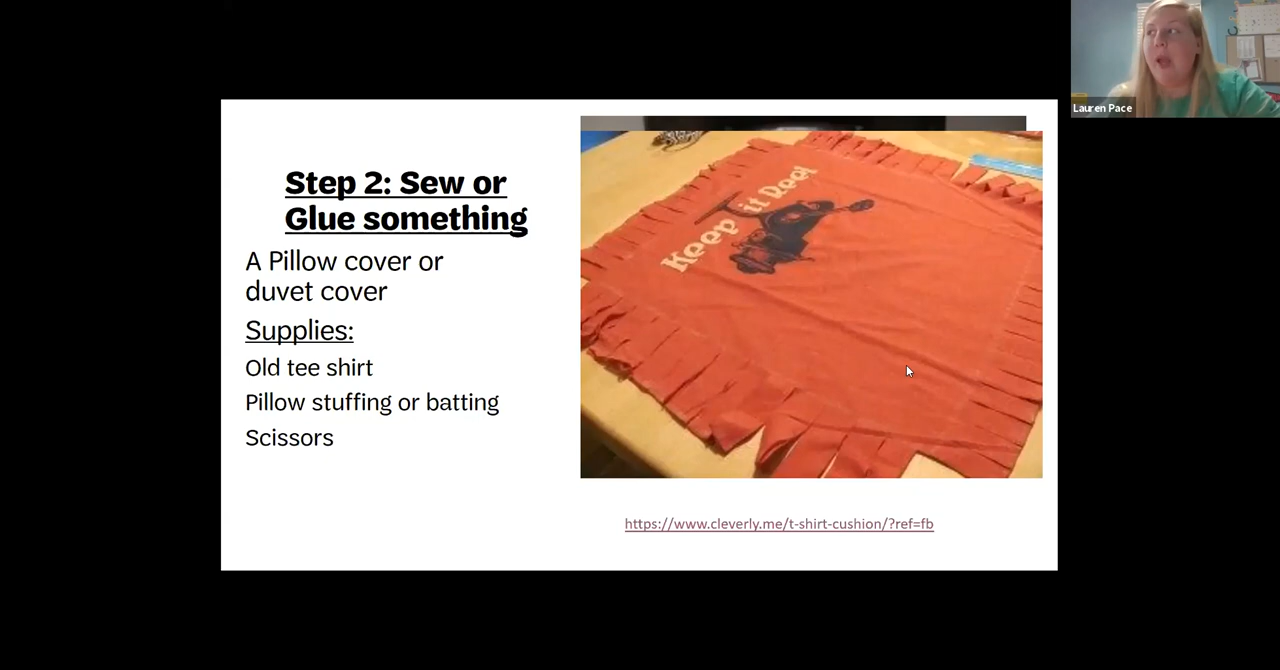 Lauren Pace
Step 2: Sew or
Glue something
A Pillow cover or
duvet cover
Supplies:
Old tee shirt
Pillow stuffing or batting
Scissors
Keep it Reel
https://www.cleverly.me/t-shirt-cushion/?ref=fb